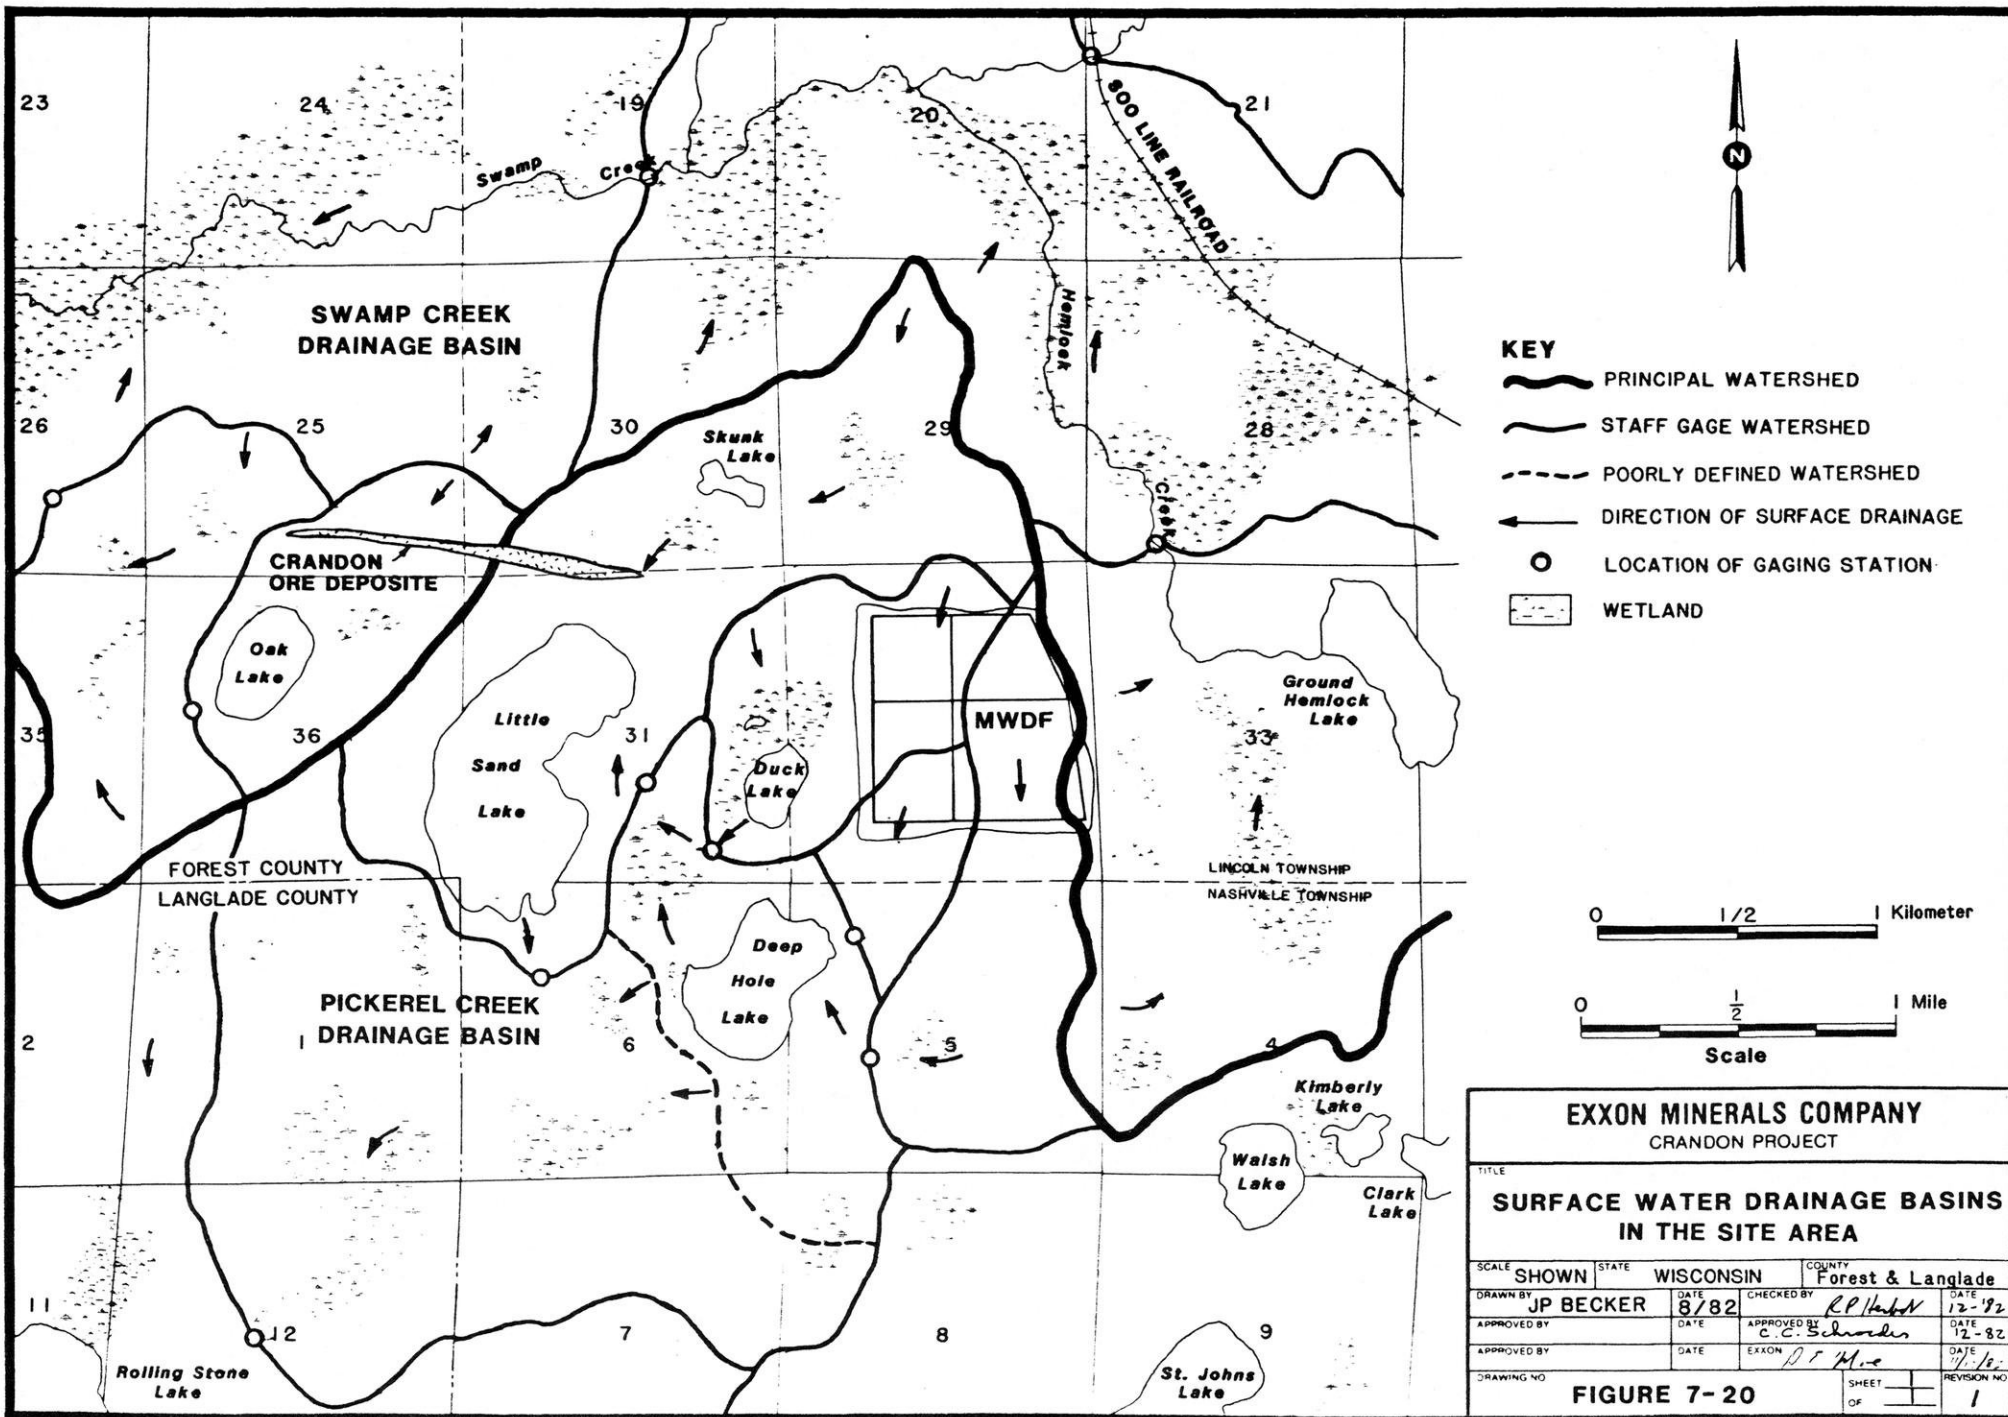 23
24
19
20
21
SOO LINE RAILROAD
Swamp
Creek
SWAMP CREEK
DRAINAGE BASIN
Hemlock
Creek
26
25
30
29
28
Skunk
Lake
CRANDON
ORE DEPOSITE
Oak
Lake
Little
Sand
Lake
35
36
31
MWDF
33
Duck
Lake
Ground
Hemlock
Lake
FOREST COUNTY
LANGLADE COUNTY
LINCOLN TOWNSHIP
NASHVILLE TOWNSHIP
Deep
Hole
Lake
PICKEREL CREEK
DRAINAGE BASIN
2
1
6
5
4
Kimberly
Lake
Walsh
Lake
Clark
Lake
11
12
7
8
9
Rolling Stone
Lake
St. Johns
Lake
N
KEY
PRINCIPAL WATERSHED
STAFF GAGE WATERSHED
POORLY DEFINED WATERSHED
DIRECTION OF SURFACE DRAINAGE
LOCATION OF GAGING STATION
WETLAND
0 1/2 1 Kilometer
0 1/2 1 Mile
Scale
EXXON MINERALS COMPANY
CRANDON PROJECT
TITLE
SURFACE WATER DRAINAGE BASINS
IN THE SITE AREA
SCALE SHOWN STATE WISCONSIN COUNTY Forest & Langlade
DRAWN BY JP BECKER DATE 8/82 CHECKED BY DATE 12-'82
APPROVED BY DATE APPROVED BY C.C. Schroeder DATE 12-82
APPROVED BY DATE EXXON DATE
DRAWING NO FIGURE 7-20 SHEET OF REVISION NO 1